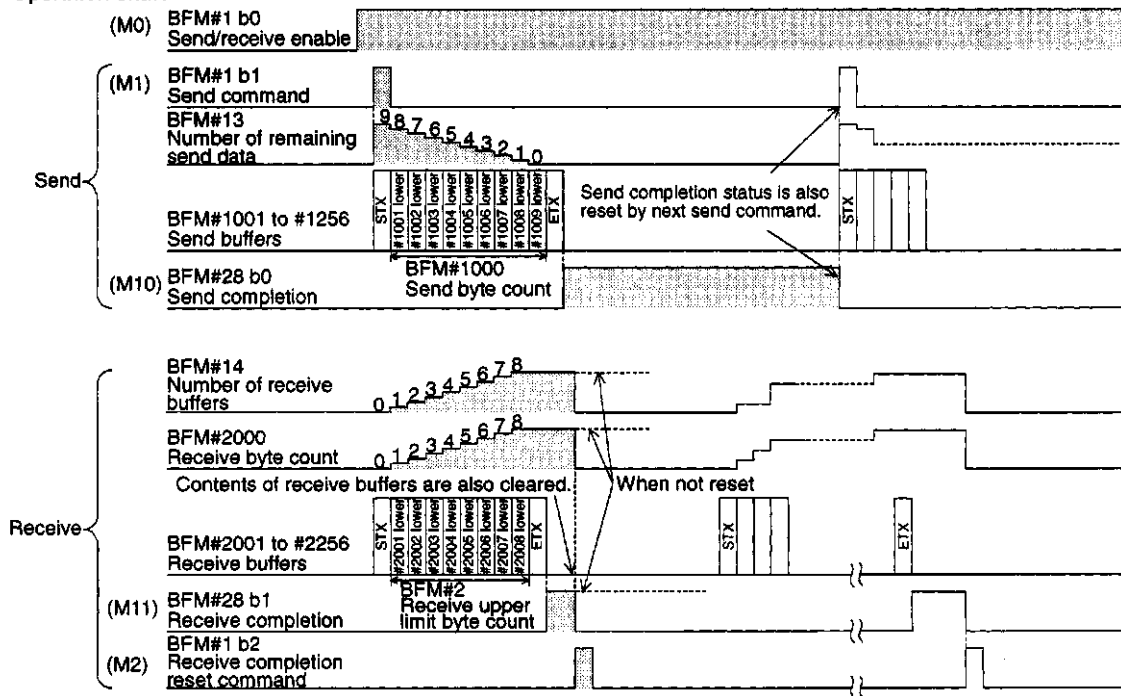 (M0)
BFM#1 b0
Send/receive enable
Send
(M1)
BFM#1 b1
Send command
BFM#13
Number of remaining
send data
9 8 7 6 5 4 3 2 1 0
BFM#1001 to #1256
Send buffers
STX
#1001 lower
#1002 lower
#1003 lower
#1004 lower
#1005 lower
#1006 lower
#1007 lower
#1008 lower
#1009 lower
ETX
STX
Send completion status is also
reset by next send command.
BFM#1000
Send byte count
(M10)
BFM#28 b0
Send completion
Receive
BFM#14
Number of receive
buffers
0 1 2 3 4 5 6 7 8
BFM#2000
Receive byte count
0 1 2 3 4 5 6 7 8
Contents of receive buffers are also cleared.
When not reset
BFM#2001 to #2256
Receive buffers
STX
#2001 lower
#2002 lower
#2003 lower
#2004 lower
#2005 lower
#2006 lower
#2007 lower
#2008 lower
ETX
STX
ETX
BFM#2
Receive upper
limit byte count
(M11)
BFM#28 b1
Receive completion
(M2)
BFM#1 b2
Receive completion
reset command